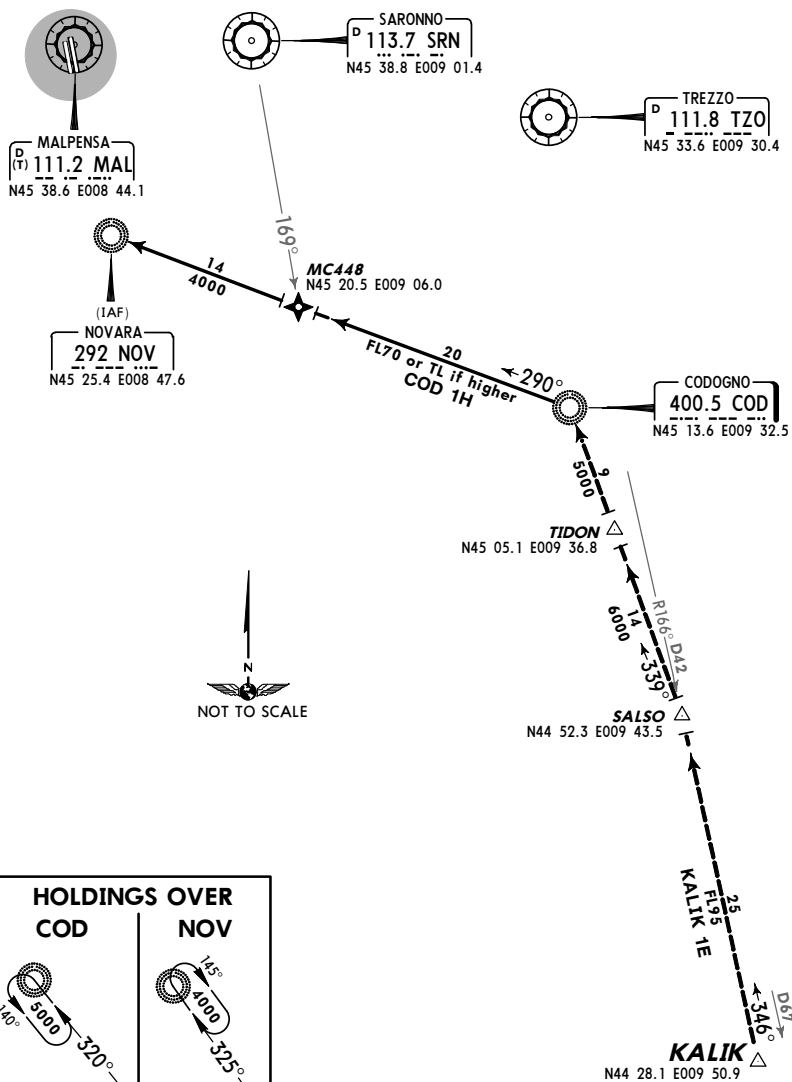 SARONNO
D 113.7 SRN
N45 38.8 E009 01.4
TREZZO
D 111.8 TZO
N45 33.6 E009 30.4
MALPENSA
D
(T) 111.2 MAL
N45 38.6 E008 44.1
169°
MC448
N45 20.5 E009 06.0
14
4000
(IAF)
NOVARA
292 NOV
N45 25.4 E008 47.6
20
FL70 or TL if higher
COD 1H
290°
CODOGNO
400.5 COD
N45 13.6 E009 32.5
9
5000
TIDON
N45 05.1 E009 36.8
R166° D42
14
6000
339°
N
NOT TO SCALE
SALSO
N44 52.3 E009 43.5
25
FL95
KALIK 1E
D67
346°
KALIK
N44 28.1 E009 50.9
HOLDINGS OVER
COD
NOV
140°
5000
320°
145°
4000
325°